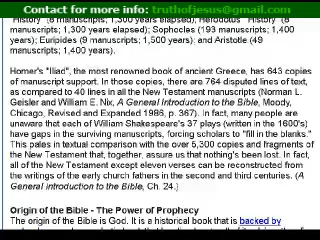 Contact for more info: truthofjesus@gmail.com
"History" (8 manuscripts; 1,300 years elapsed); Herodotus' "History" (8
manuscripts; 1,300 years elapsed); Sophocles (193 manuscripts; 1,400
years); Euripides (9 manuscripts; 1,500 years); and Aristotle (49
manuscripts; 1,400 years).
Homer's "Iliad", the most renowned book of ancient Greece, has 643 copies
of manuscript support. In those copies, there are 764 disputed lines of text,
as compared to 40 lines in all the New Testament manuscripts (Norman L.
Geisler and William E. Nix, A General Introduction to the Bible, Moody,
Chicago, Revised and Expanded 1986, p. 367). In fact, many people are
unaware that each of William Shakespeare's 37 plays (written in the 1600's)
have gaps in the surviving manuscripts, forcing scholars to "fill in the blanks."
This pales in textual comparison with the over 5,300 copies and fragments of
the New Testament that, together, assure us that nothing's been lost. In fact,
all of the New Testament except eleven verses can be reconstructed from
the writings of the early church fathers in the second and third centuries. (A
General introduction to the Bible, Ch. 24.)
Origin of the Bible - The Power of Prophecy
The origin of the Bible is God. It is a historical book that is backed by